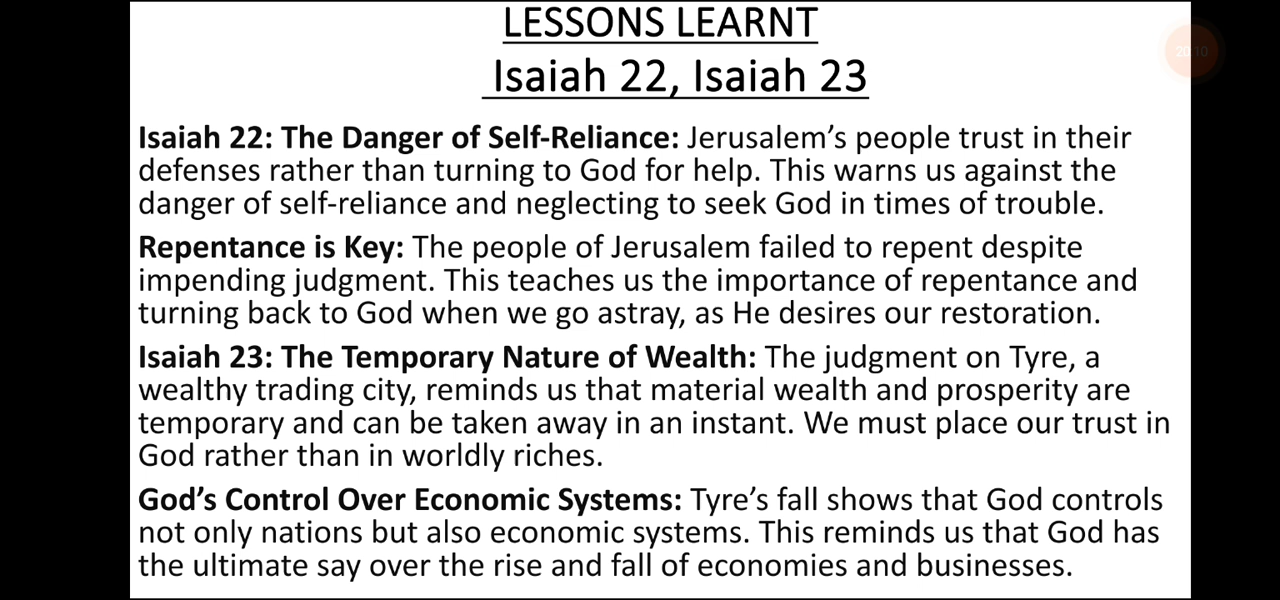 LESSONS LEARNT
Isaiah 22, Isaiah 23
20:10
Isaiah 22: The Danger of Self-Reliance: Jerusalem’s people trust in their
defenses rather than turning to God for help. This warns us against the
danger of self-reliance and neglecting to seek God in times of trouble.
Repentance is Key: The people of Jerusalem failed to repent despite
impending judgment. This teaches us the importance of repentance and
turning back to God when we go astray, as He desires our restoration.
Isaiah 23: The Temporary Nature of Wealth: The judgment on Tyre, a
wealthy trading city, reminds us that material wealth and prosperity are
temporary and can be taken away in an instant. We must place our trust in
God rather than in worldly riches.
God’s Control Over Economic Systems: Tyre’s fall shows that God controls
not only nations but also economic systems. This reminds us that God has
the ultimate say over the rise and fall of economies and businesses.